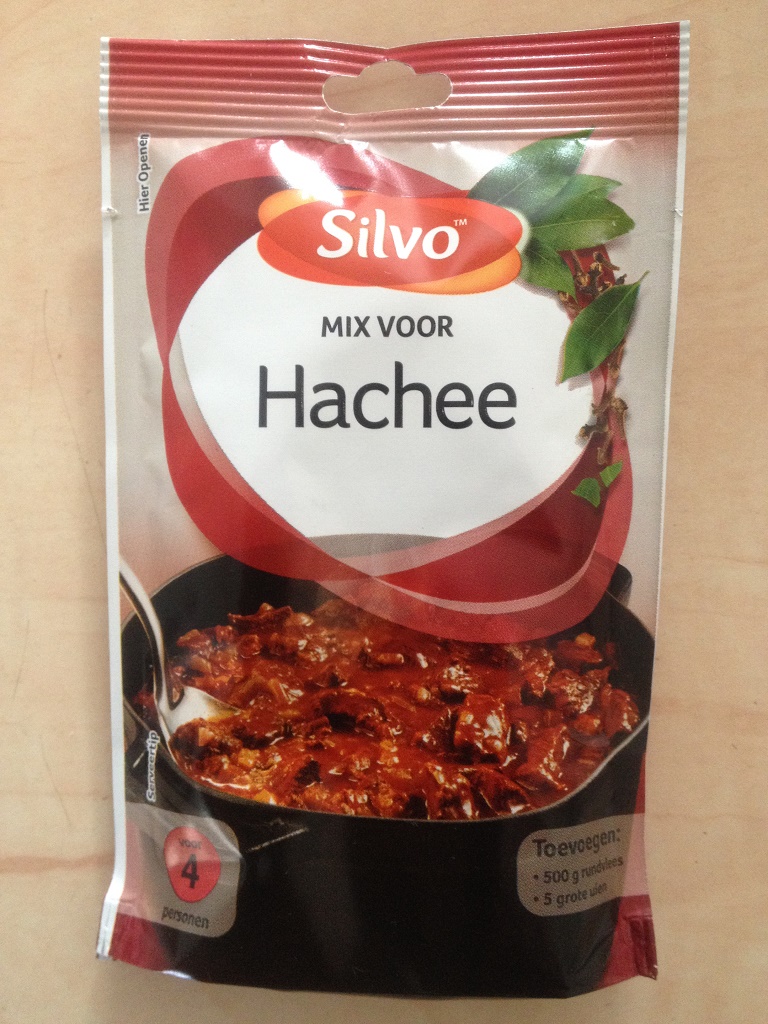 Hier Openen
Silvo™
MIX VOOR
Hachee
Serveertip
voor
4
personen
Toevoegen:
• 500 g rundvlees
• 5 grote uien